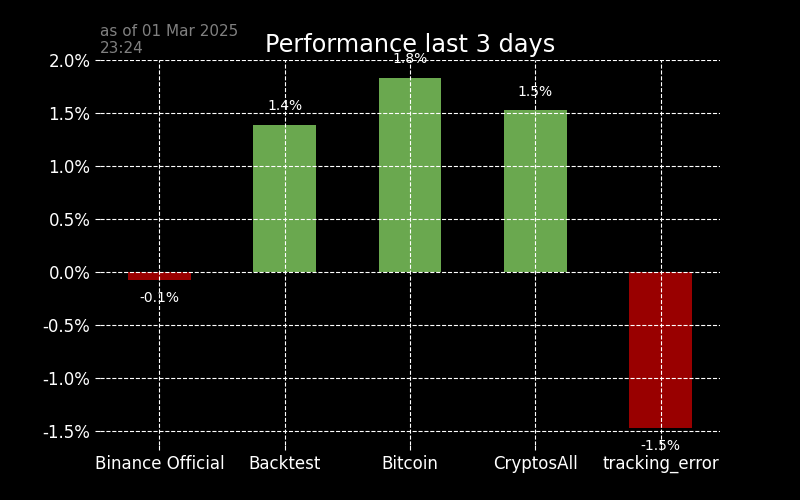 as of 01 Mar 2025
23:24
Performance last 3 days
2.0%
1.5%
1.0%
0.5%
0.0%
-0.5%
-1.0%
-1.5%
-0.1%
1.4%
1.8%
1.5%
-1.5%
Binance Official
Backtest
Bitcoin
CryptosAll
tracking_error